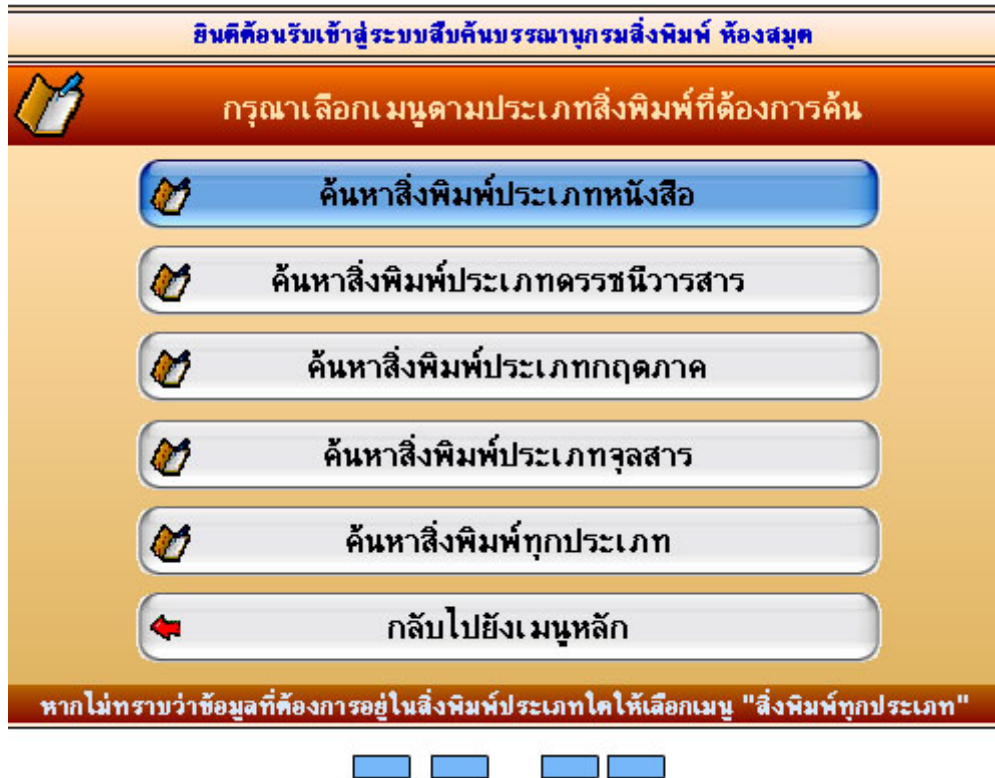 ยินดีต้อนรับเข้าสู่ระบบสืบค้นบรรณานุกรมสิ่งพิมพ์ ห้องสมุด
กรุณาเลือกเมนูตามประเภทสิ่งพิมพ์ที่ต้องการค้น
ค้นหาสิ่งพิมพ์ประเภทหนังสือ
ค้นหาสิ่งพิมพ์ประเภทดรรชนีวารสาร
ค้นหาสิ่งพิมพ์ประเภทกฤตภาค
ค้นหาสิ่งพิมพ์ประเภทจุลสาร
ค้นหาสิ่งพิมพ์ทุกประเภท
กลับไปยังเมนูหลัก
หากไม่ทราบว่าข้อมูลที่ต้องการอยู่ในสิ่งพิมพ์ประเภทใดให้เลือกเมนู "สิ่งพิมพ์ทุกประเภท"